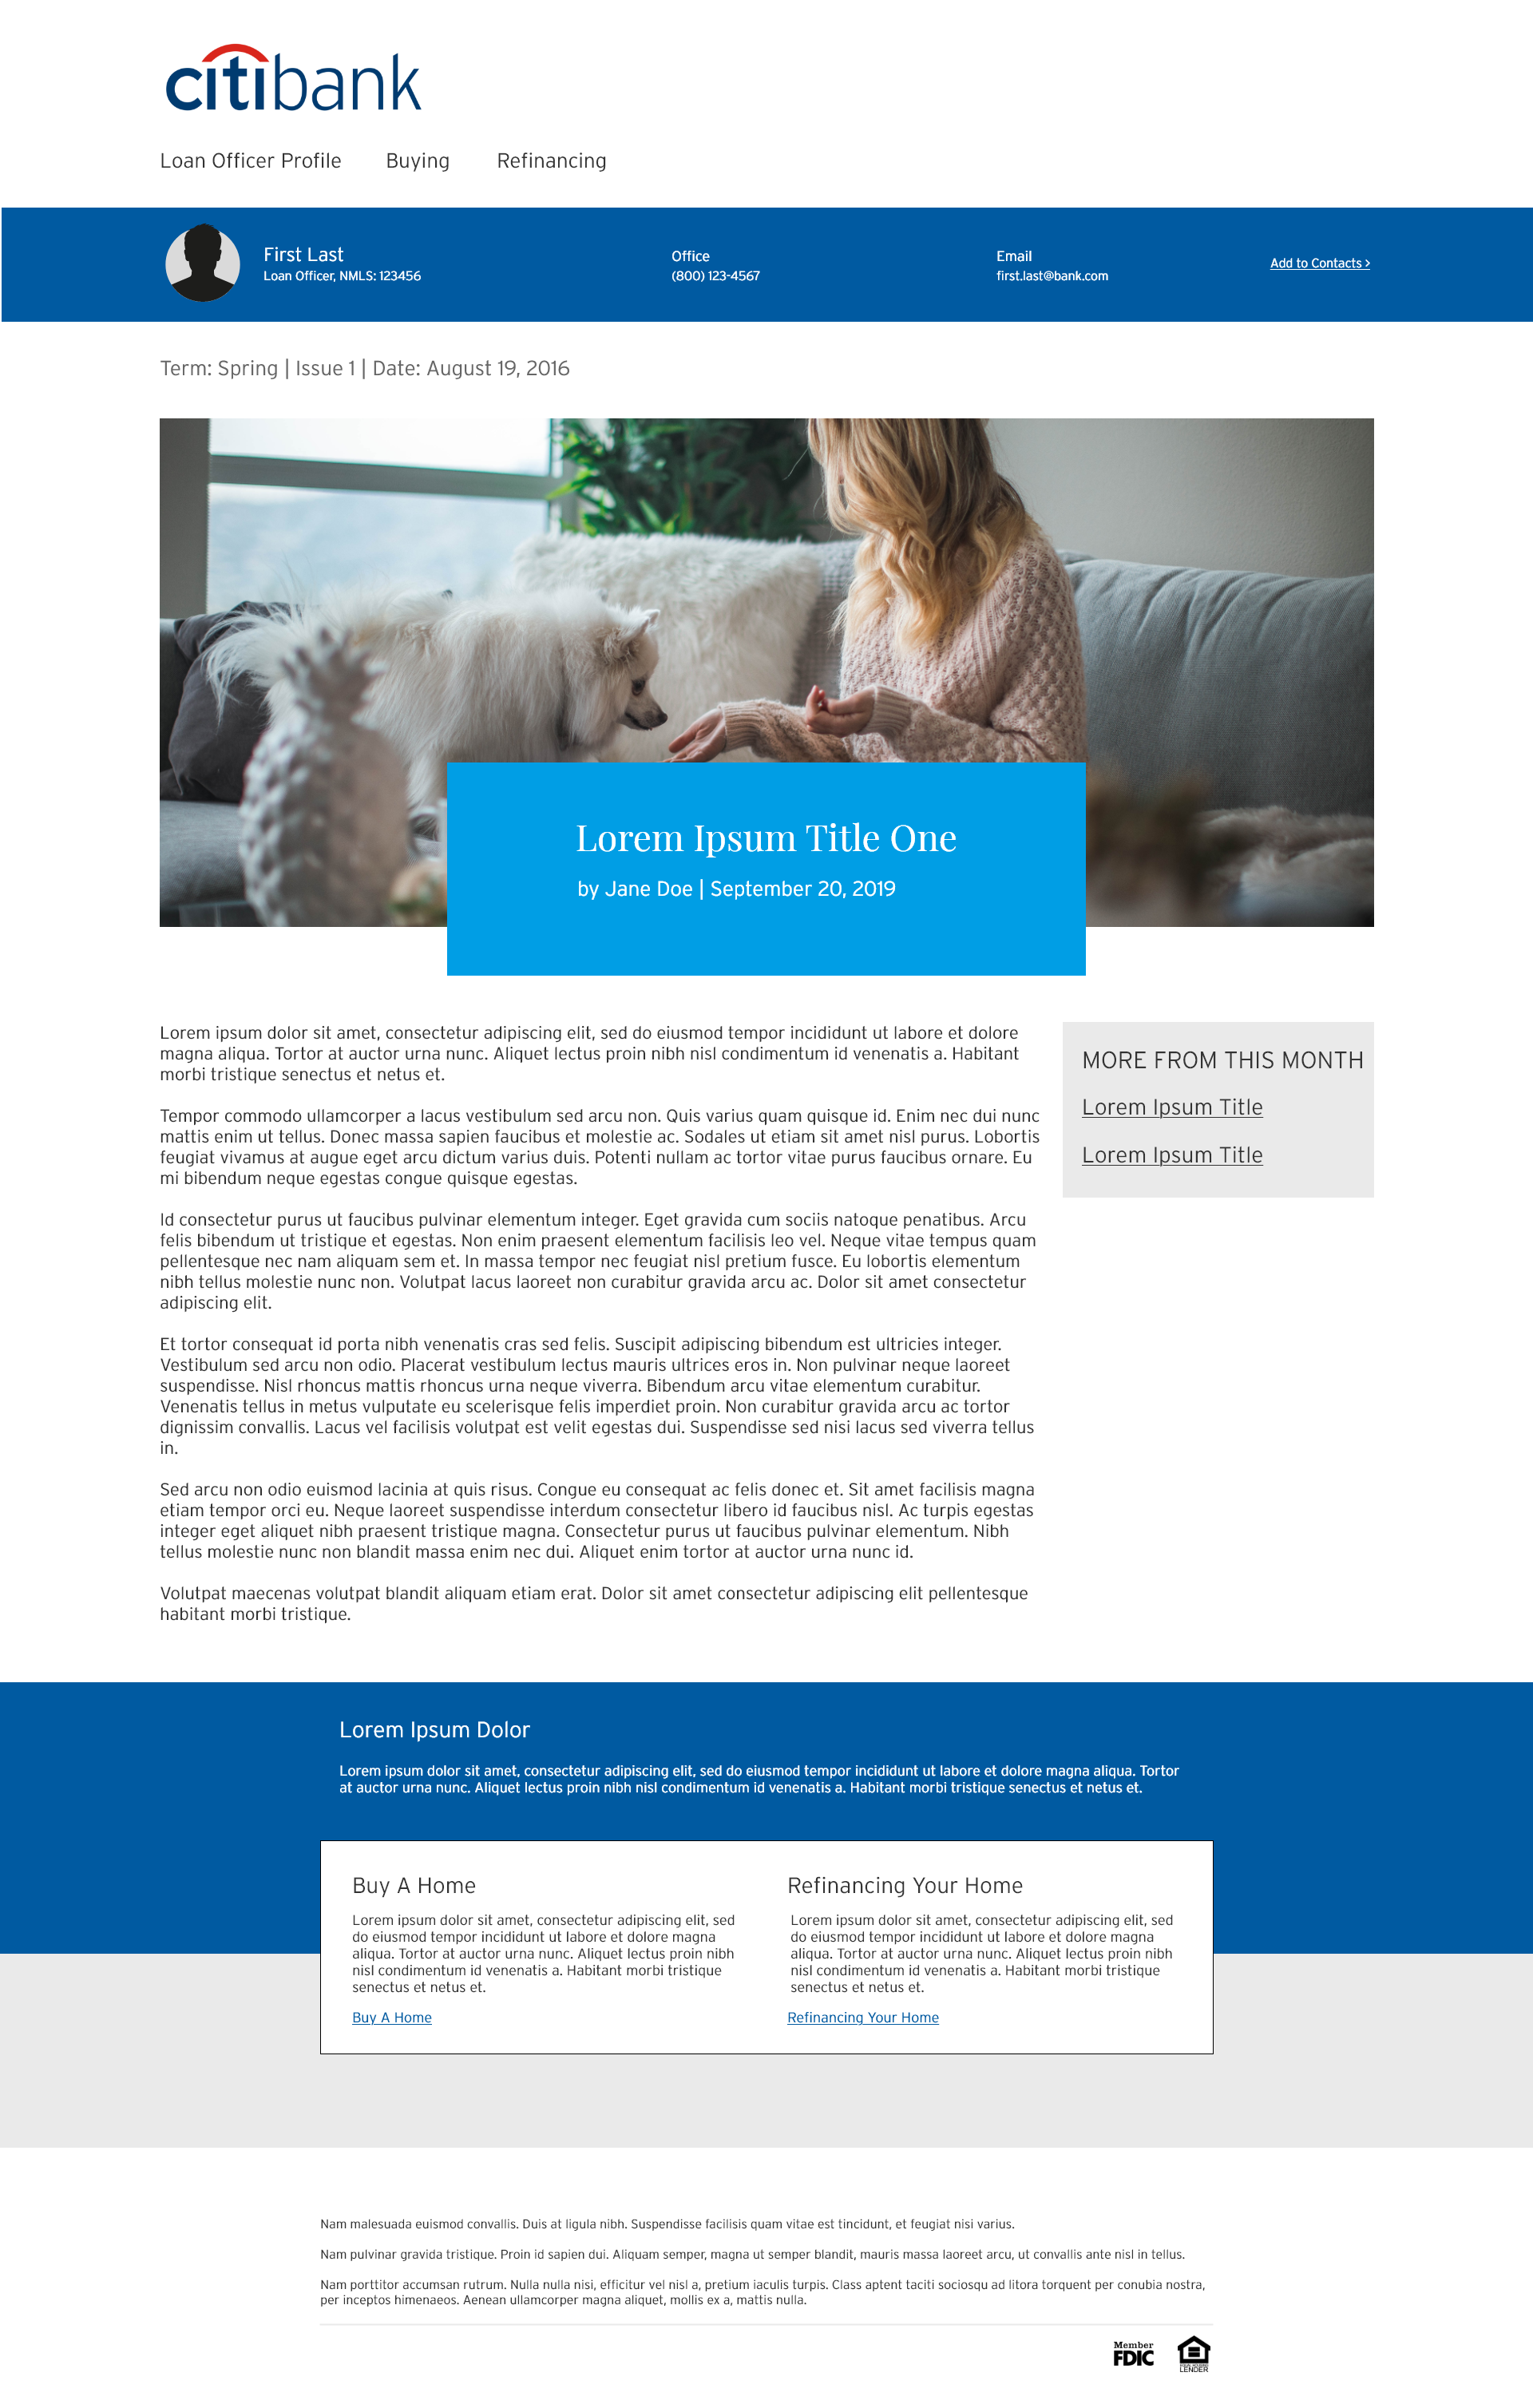 citibank
Loan Officer Profile Buying Refinancing
First Last
Loan Officer, NMLS: 123456
Office
(800) 123-4567
Email
first.last@bank.com
Add to Contacts >
Term: Spring | Issue 1 | Date: August 19, 2016
Lorem Ipsum Title One
by Jane Doe | September 20, 2019
Lorem ipsum dolor sit amet, consectetur adipiscing elit, sed do eiusmod tempor incididunt ut labore et dolore
magna aliqua. Tortor at auctor urna nunc. Aliquet lectus proin nibh nisl condimentum id venenatis a. Habitant
morbi tristique senectus et netus et.
Tempor commodo ullamcorper a lacus vestibulum sed arcu non. Quis varius quam quisque id. Enim nec dui nunc
mattis enim ut tellus. Donec massa sapien faucibus et molestie ac. Sodales ut etiam sit amet nisl purus. Lobortis
feugiat vivamus at augue eget arcu dictum varius duis. Potenti nullam ac tortor vitae purus faucibus ornare. Eu
mi bibendum neque egestas congue quisque egestas.
Id consectetur purus ut faucibus pulvinar elementum integer. Eget gravida cum sociis natoque penatibus. Arcu
felis bibendum ut tristique et egestas. Non enim praesent elementum facilisis leo vel. Neque vitae tempus quam
pellentesque nec nam aliquam sem et. In massa tempor nec feugiat nisl pretium fusce. Eu lobortis elementum
nibh tellus molestie nunc non. Volutpat lacus laoreet non curabitur gravida arcu ac. Dolor sit amet consectetur
adipiscing elit.
Et tortor consequat id porta nibh venenatis cras sed felis. Suscipit adipiscing bibendum est ultricies integer.
Vestibulum sed arcu non odio. Placerat vestibulum lectus mauris ultrices eros in. Non pulvinar neque laoreet
suspendisse. Nisl rhoncus mattis rhoncus urna neque viverra. Bibendum arcu vitae elementum curabitur.
Venenatis tellus in metus vulputate eu scelerisque felis imperdiet proin. Non curabitur gravida arcu ac tortor
dignissim convallis. Lacus vel facilisis volutpat est velit egestas dui. Suspendisse sed nisi lacus sed viverra tellus
in.
Sed arcu non odio euismod lacinia at quis risus. Congue eu consequat ac felis donec et. Sit amet facilisis magna
etiam tempor orci eu. Neque laoreet suspendisse interdum consectetur libero id faucibus nisl. Ac turpis egestas
integer eget aliquet nibh praesent tristique magna. Consectetur purus ut faucibus pulvinar elementum. Nibh
tellus molestie nunc non blandit massa enim nec dui. Aliquet enim tortor at auctor urna nunc id.
Volutpat maecenas volutpat blandit aliquam etiam erat. Dolor sit amet consectetur adipiscing elit pellentesque
habitant morbi tristique.
MORE FROM THIS MONTH
Lorem Ipsum Title
Lorem Ipsum Title
Lorem Ipsum Dolor
Lorem ipsum dolor sit amet, consectetur adipiscing elit, sed do eiusmod tempor incididunt ut labore et dolore magna aliqua. Tortor
at auctor urna nunc. Aliquet lectus proin nibh nisl condimentum id venenatis a. Habitant morbi tristique senectus et netus et.
Buy A Home
Lorem ipsum dolor sit amet, consectetur adipiscing elit, sed
do eiusmod tempor incididunt ut labore et dolore magna
aliqua. Tortor at auctor urna nunc. Aliquet lectus proin nibh
nisl condimentum id venenatis a. Habitant morbi tristique
senectus et netus et.
Buy A Home
Refinancing Your Home
Lorem ipsum dolor sit amet, consectetur adipiscing elit, sed
do eiusmod tempor incididunt ut labore et dolore magna
aliqua. Tortor at auctor urna nunc. Aliquet lectus proin nibh
nisl condimentum id venenatis a. Habitant morbi tristique
senectus et netus et.
Refinancing Your Home
Nam malesuada euismod convallis. Duis at ligula nibh. Suspendisse facilisis quam vitae est tincidunt, et feugiat nisi varius.
Nam pulvinar gravida tristique. Proin id sapien dui. Aliquam semper, magna ut semper blandit, mauris massa laoreet arcu, ut convallis ante nisl in tellus.
Nam porttitor accumsan rutrum. Nulla nulla nisi, efficitur vel nisl a, pretium iaculis turpis. Class aptent taciti sociosqu ad litora torquent per conubia nostra,
per inceptos himenaeos. Aenean ullamcorper magna aliquet, mollis ex a, mattis nulla.
Member
FDIC
LENDER